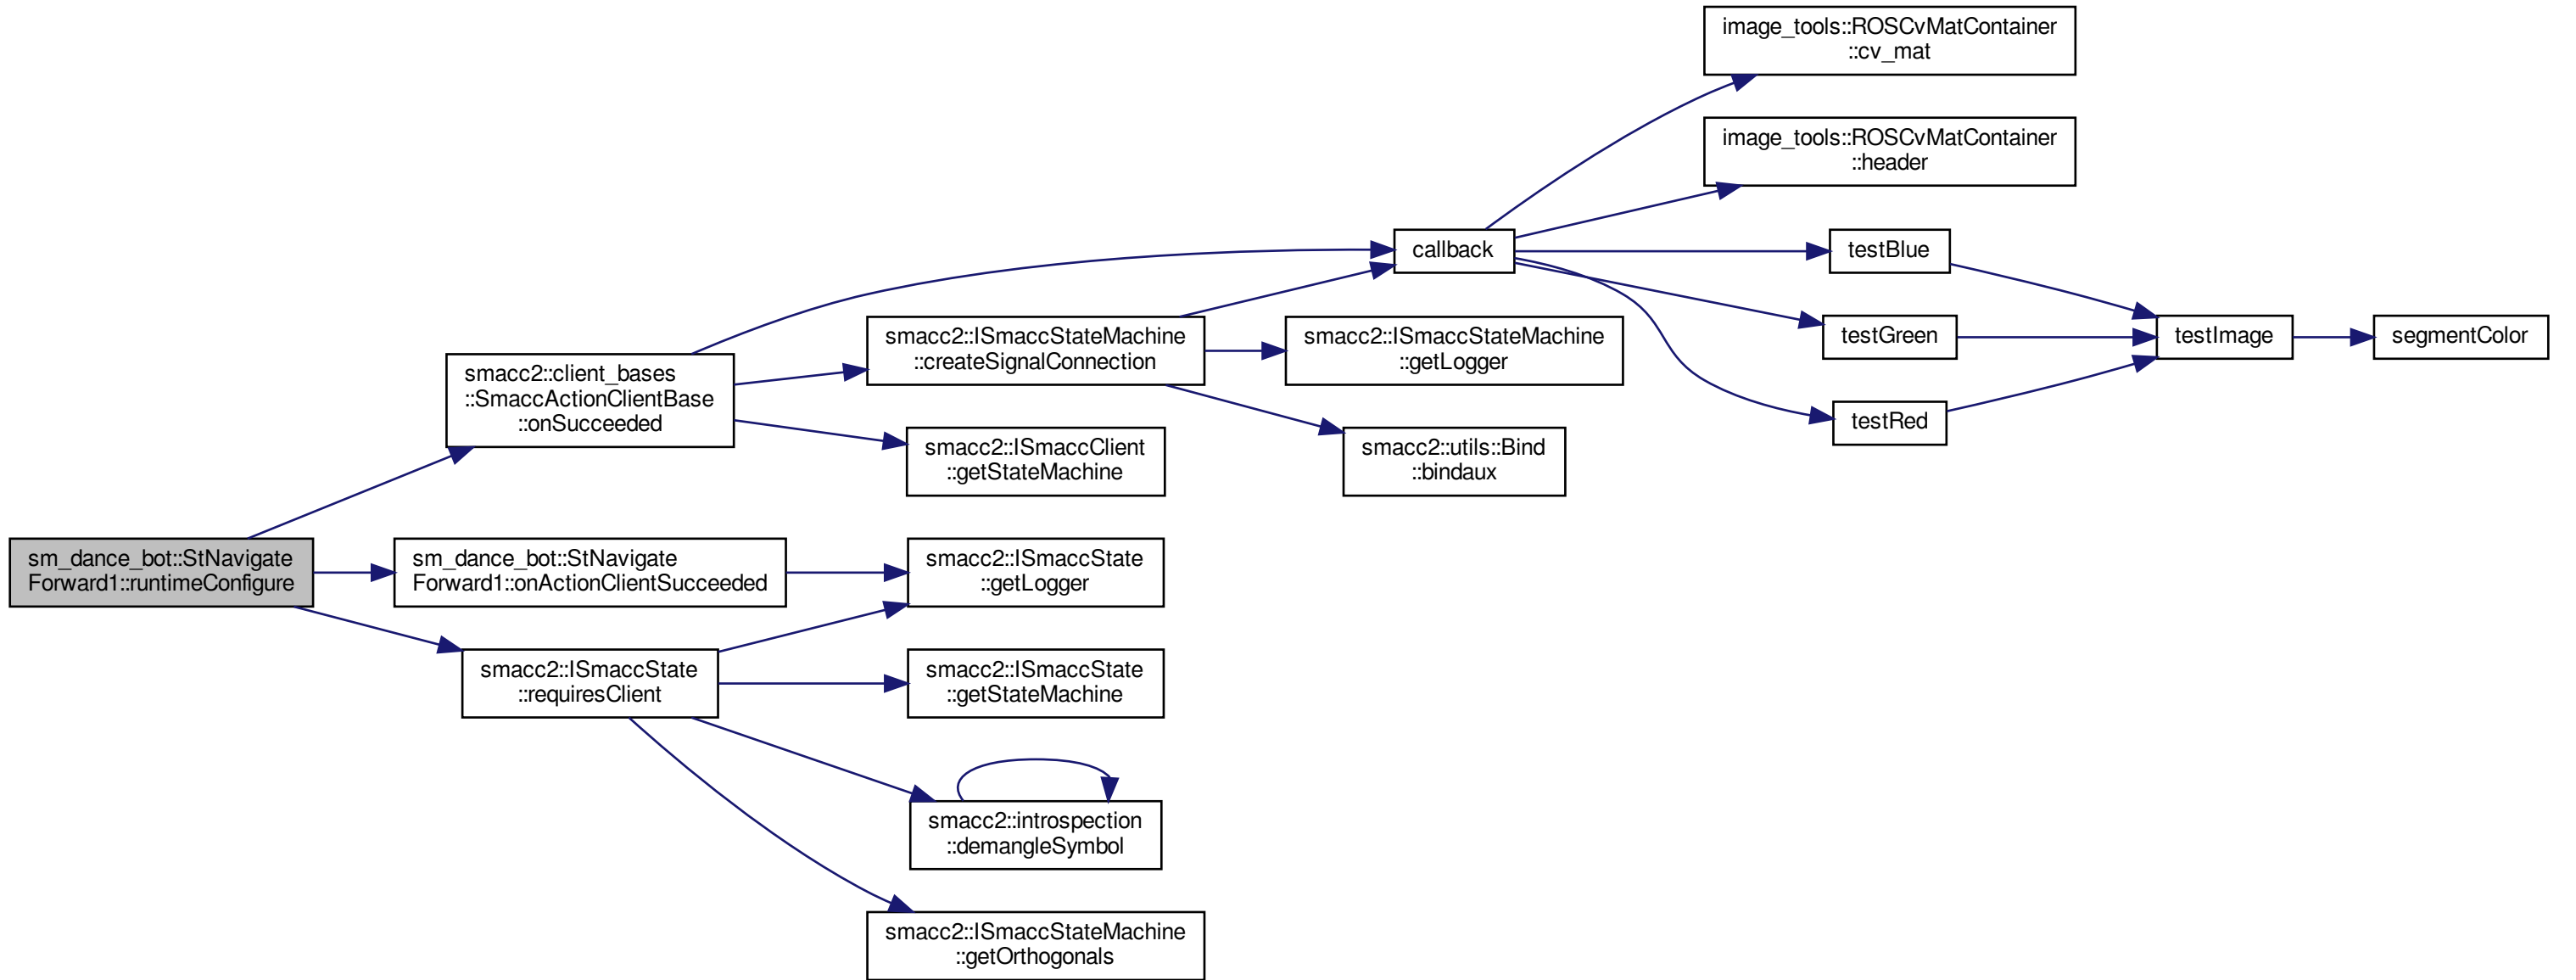 sm_dance_bot::StNavigate
Forward1::runtimeConfigure
smacc2::client_bases
::SmaccActionClientBase
::onSucceeded
sm_dance_bot::StNavigate
Forward1::onActionClientSucceeded
smacc2::ISmaccState
::requiresClient
smacc2::ISmaccStateMachine
::createSignalConnection
smacc2::ISmaccClient
::getStateMachine
smacc2::ISmaccState
::getLogger
smacc2::ISmaccState
::getStateMachine
smacc2::introspection
::demangleSymbol
smacc2::ISmaccStateMachine
::getOrthogonals
callback
smacc2::ISmaccStateMachine
::getLogger
smacc2::utils::Bind
::bindaux
image_tools::ROSCvMatContainer
::cv_mat
image_tools::ROSCvMatContainer
::header
testBlue
testGreen
testRed
testImage
segmentColor